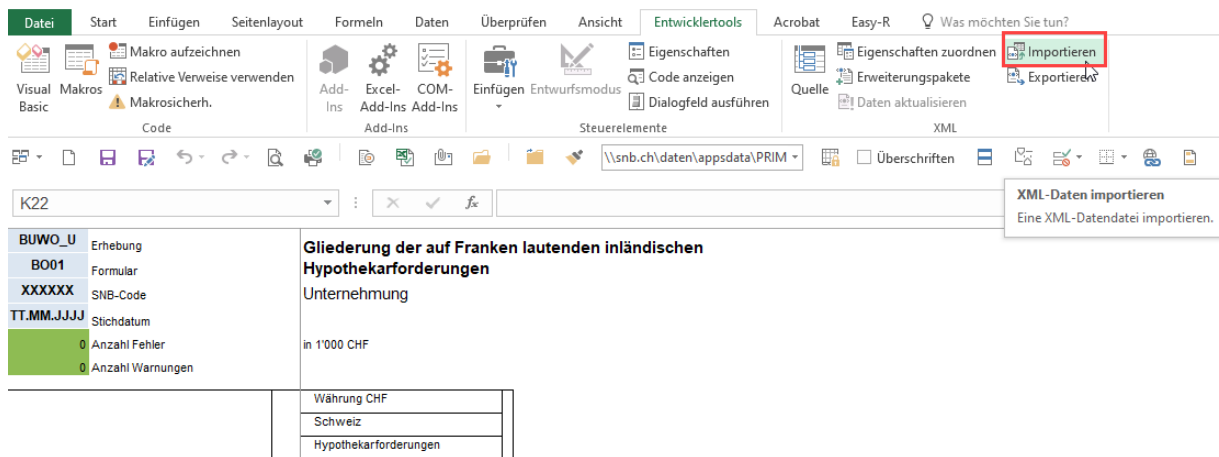 Datei Start Einfügen Seitenlayout Formeln Daten Überprüfen Ansicht Entwicklertools Acrobat Easy-R Was möchten Sie tun?
Visual Basic
Makros
Makro aufzeichnen
Relative Verweise verwenden
Makrosicherh.
Code
Add-Ins
Excel-Add-Ins
COM-Add-Ins
Add-Ins
Einfügen
Entwurfsmodus
Eigenschaften
Code anzeigen
Dialogfeld ausführen
Steuerelemente
Quelle
Eigenschaften zuordnen
Erweiterungspakete
Daten aktualisieren
Importieren
Exportieren
XML
\\snb.ch\daten\appsdata\PRIM
Überschriften
XML-Daten importieren
Eine XML-Datendatei importieren.
K22
fx
BUWO_U Erhebung
BO01 Formular
XXXXXX SNB-Code
TT.MM.JJJJ Stichdatum
0 Anzahl Fehler
0 Anzahl Warnungen
Gliederung der auf Franken lautenden inländischen
Hypothekarforderungen
Unternehmung
in 1'000 CHF
Währung CHF
Schweiz
Hypothekarforderungen